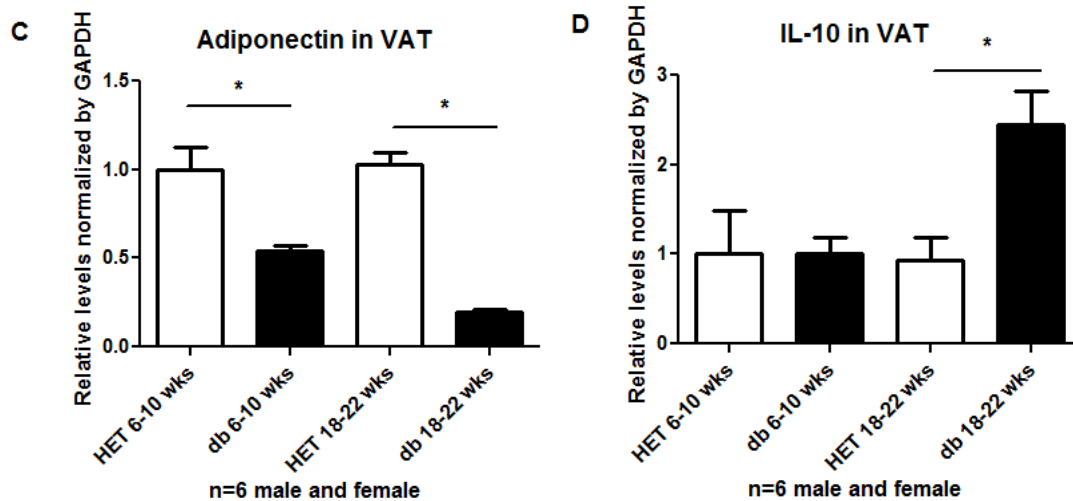 C
Adiponectin in VAT
Relative levels normalized by GAPDH
1.5
1.0
0.5
0.0
*
*
HET 6-10 wks
db 6-10 wks
HET 18-22 wks
db 18-22 wks
n=6 male and female
D
IL-10 in VAT
Relative levels normalized by GAPDH
3
2
1
0
*
HET 6-10 wks
db 6-10 wks
HET 18-22 wks
db 18-22 wks
n=6 male and female